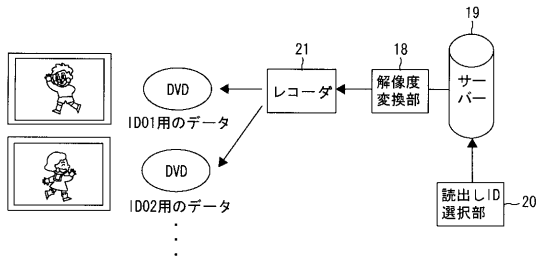 19
21
18
DVD
レコーダ
解像度
変換部
サーバー
ID01用のデータ
DVD
ID02用のデータ
読出しID
選択部
20